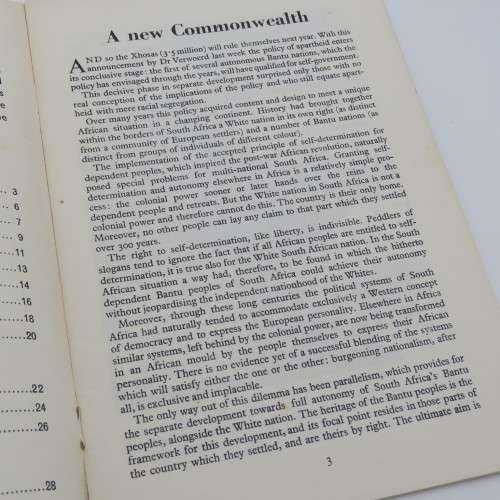 A new Commonwealth
AND so the Xhosas (3·5 million) will rule themselves next year. With this
announcement by Dr Verwoerd last week the policy of apartheid enters
its conclusive stage: the first of several autonomous Bantu nations, which the
policy has envisaged through the years, will have qualified for self-government.
This decisive phase in separate development surprised only those with no
real conception of the implications of the policy and who still equate apart-
heid with mere racial segregation.
Over many years this policy acquired content and design to meet a unique
African situation in a changing continent. History had brought together
within the borders of South Africa a White nation in its own right (as distinct
from a community of European settlers) and a number of Bantu nations (as
distinct from groups of individuals of different colour).
The implementation of the accepted principle of self-determination for
dependent peoples, which inspired the post-war African revolution, naturally
posed special problems for multi-national South Africa. Granting self-
determination and autonomy elsewhere in Africa is a relatively simple pro-
cess: the colonial power sooner or later hands over the reins to the
dependent people and retreats. But the White nation in South Africa is not a
colonial power and therefore cannot do this. The country is their only home.
Moreover, no other people can lay any claim to that part which they settled
over 300 years.
The right to self-determination, like liberty, is indivisible. Peddlers of
slogans tend to ignore the fact that if all African peoples are entitled to self-
determination, it is true also for the White South African nation. In the South
African situation a way had, therefore, to be found in which the hitherto
dependent Bantu peoples of South Africa could achieve their autonomy
without jeopardising the independent nationhood of the Whites.
Moreover, through these long centuries the political systems of South
Africa had naturally tended to accommodate exclusively a Western concept
of democracy and to express the European personality. Elsewhere in Africa
similar systems, left behind by the colonial power, are now being transformed
in an African mould by the people themselves to express their African
personality. There is no evidence yet of a successful blending of the systems
which will satisfy either the one or the other: burgeoning nationalism, after
all, is exclusive and implacable.
The only way out of this dilemma has been parallelism, which provides for
the separate development towards full autonomy of South Africa's Bantu
peoples, alongside the White nation. The heritage of the Bantu peoples is the
framework for this development, and its focal point resides in those parts of
the country which they settled, and are theirs by right. The ultimate aim is
3
3
6
7
9
11
13
14
16
18
20
22
24
26
28